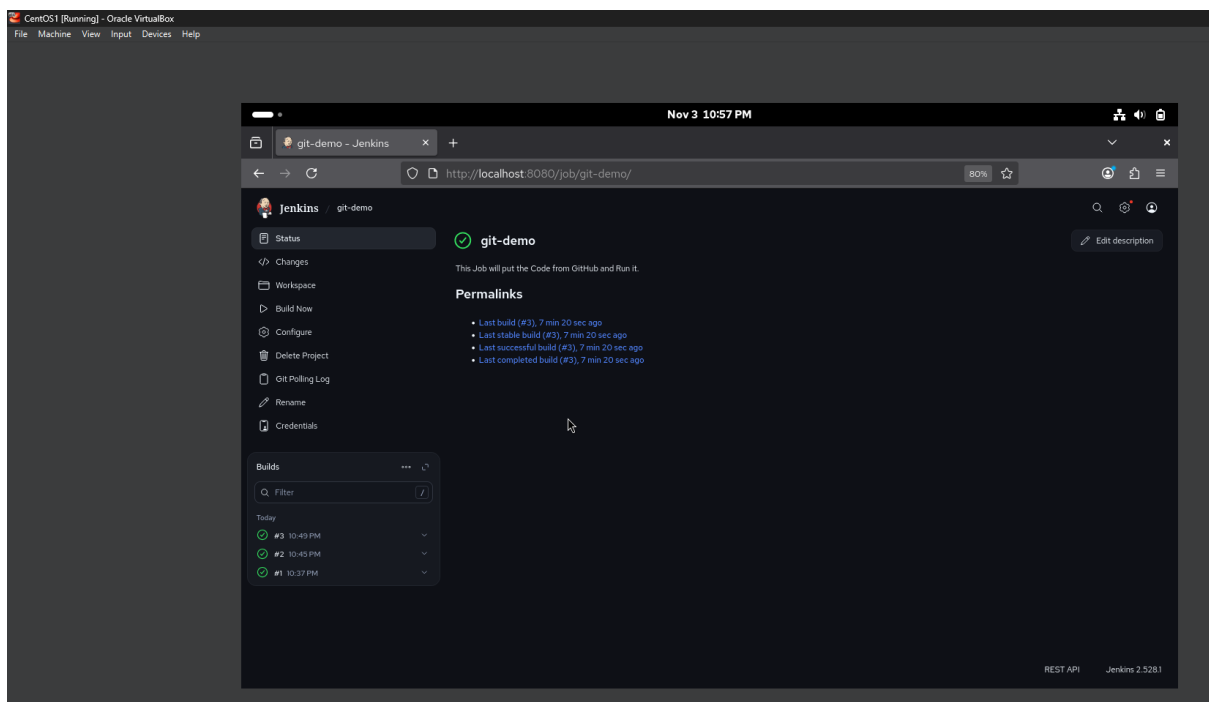 CentOS1 [Running] - Oracle VirtualBox
File Machine View Input Devices Help
Nov 3 10:57 PM
git-demo - Jenkins
http://localhost:8080/job/git-demo/
80%
Jenkins / git-demo
Status
Changes
Workspace
Build Now
Configure
Delete Project
Git Polling Log
Rename
Credentials
Builds
Filter /
Today
#3 10:49 PM
#2 10:45 PM
#1 10:37 PM
git-demo
Edit description
This Job will put the Code from GitHub and Run it.
Permalinks
Last build (#3), 7 min 20 sec ago
Last stable build (#3), 7 min 20 sec ago
Last successful build (#3), 7 min 20 sec ago
Last completed build (#3), 7 min 20 sec ago
REST API Jenkins 2.528.1